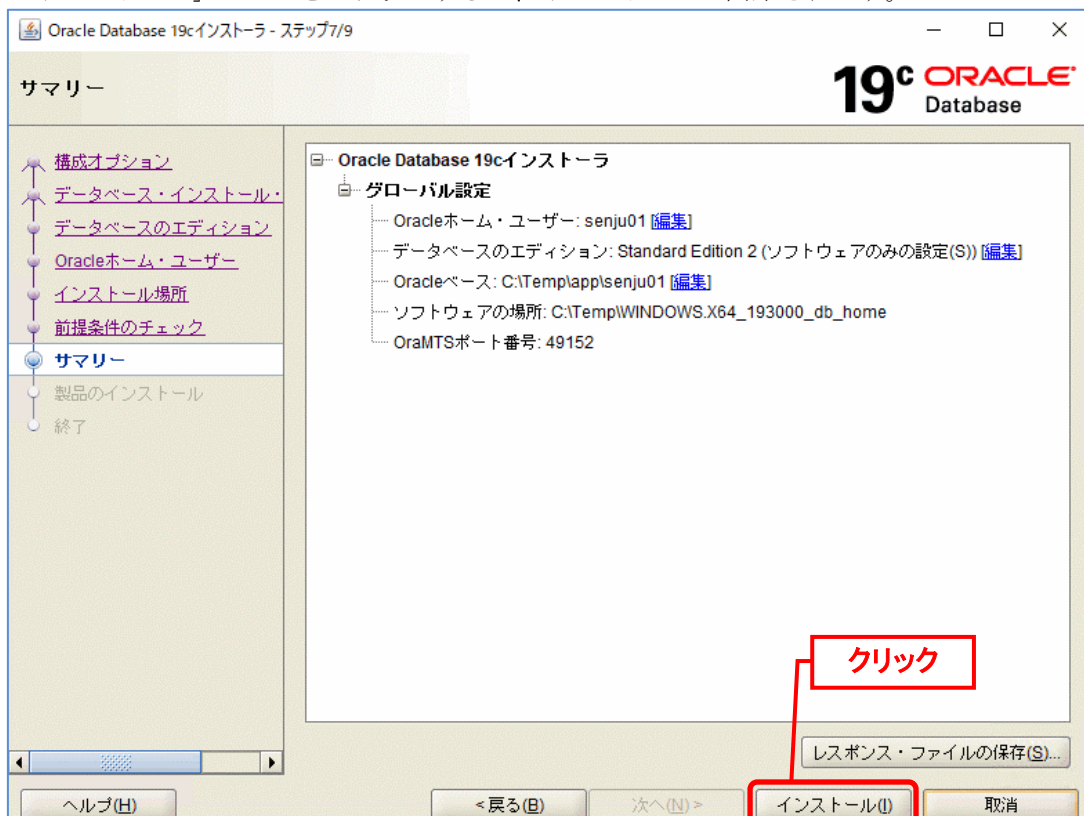 Oracle Database 19cインストーラ - ステップ7/9
サマリー
19c ORACLE
Database
構成オプション
データベース・インストール・
データベースのエディション
Oracleホーム・ユーザー
インストール場所
前提条件のチェック
サマリー
製品のインストール
終了
Oracle Database 19cインストーラ
グローバル設定
Oracleホーム・ユーザー: senju01 [編集]
データベースのエディション: Standard Edition 2 (ソフトウェアのみの設定(S)) [編集]
Oracleベース: C:\Temp\app\senju01 [編集]
ソフトウェアの場所: C:\Temp\WINDOWS.X64_193000_db_home
OraMTSポート番号: 49152
クリック
レスポンス・ファイルの保存(S)...
ヘルプ(H)
<戻る(B)
次へ(N)>
インストール(I)
取消